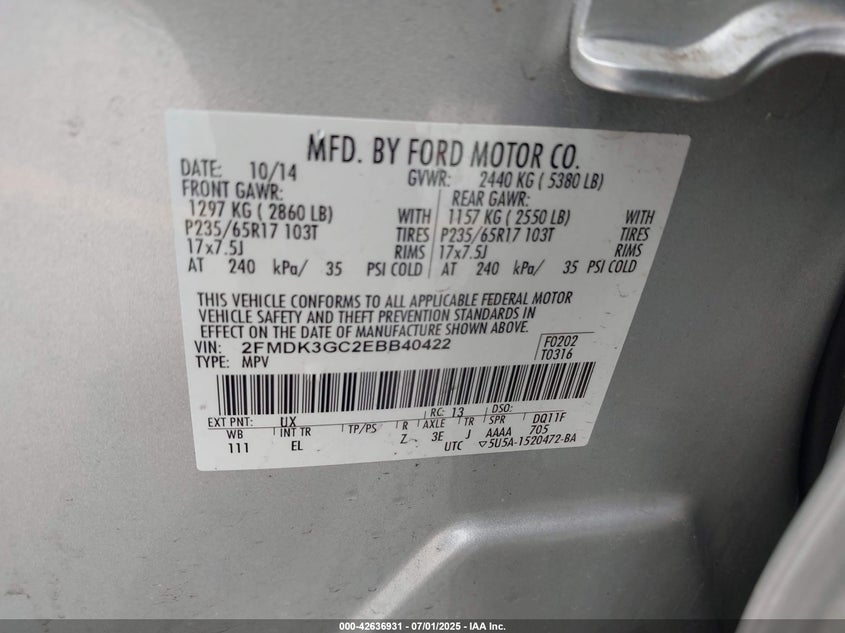 MFD. BY FORD MOTOR CO.
DATE: 10/14 GVWR: 2440 KG ( 5380 LB)
FRONT GAWR: REAR GAWR:
1297 KG ( 2860 LB) WITH 1157 KG ( 2550 LB) WITH
P235/65R17 103T TIRES P235/65R17 103T TIRES
17x7.5J RIMS 17x7.5J RIMS
AT 240 kPa/ 35 PSI COLD AT 240 kPa/ 35 PSI COLD
THIS VEHICLE CONFORMS TO ALL APPLICABLE FEDERAL MOTOR
VEHICLE SAFETY AND THEFT PREVENTION STANDARDS IN
EFFECT ON THE DATE OF MANUFACTURE SHOWN ABOVE.
VIN: 2FMDK3GC2EBB40422 F0202
TYPE: MPV T0316
EXT PNT: UX RC: 13 DSO: DQ11F
WB INT TR TP/PS R AXLE TR SPR 705
111 EL Z 3E J AAAA
UTC ▽5U5A-1520472-BA
000-42636931 - 07/01/2025 - IAA Inc.